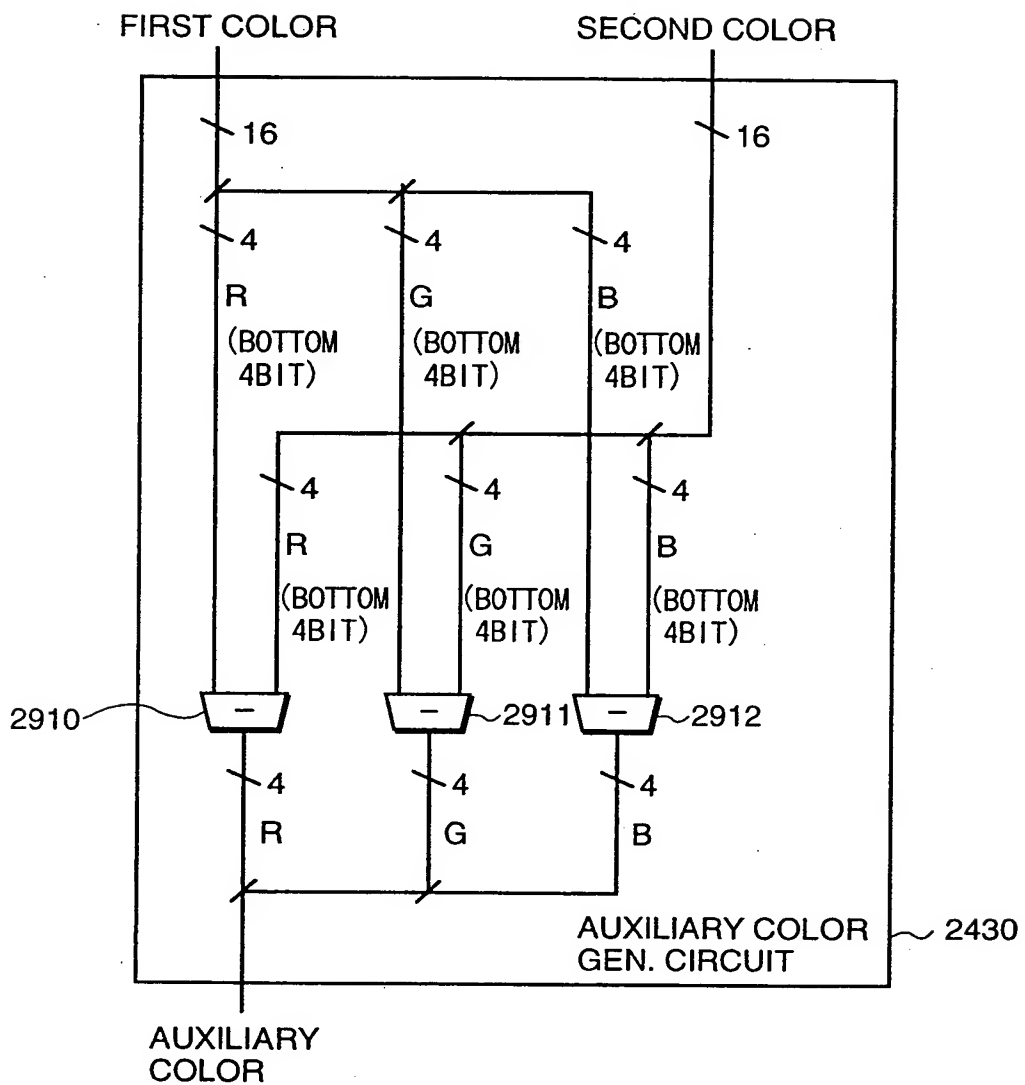 FIRST COLOR
SECOND COLOR
16
16
4
4
4
R
G
B
(BOTTOM
4BIT)
(BOTTOM
4BIT)
(BOTTOM
4BIT)
4
4
4
R
G
B
(BOTTOM
4BIT)
(BOTTOM
4BIT)
(BOTTOM
4BIT)
2910
−
−
2911
−
2912
4
4
4
R
G
B
AUXILIARY COLOR
GEN. CIRCUIT
2430
AUXILIARY
COLOR